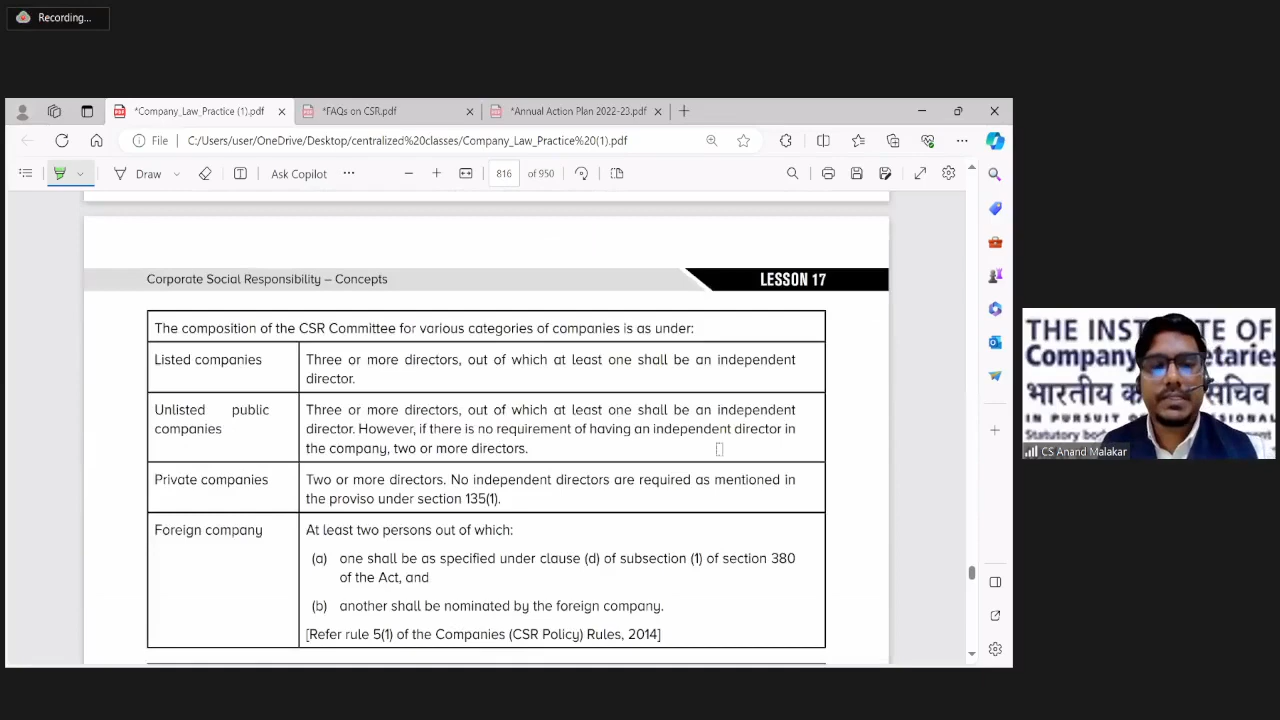 Recording...
*Company_Law_Practice (1).pdf
*FAQs on CSR.pdf
*Annual Action Plan 2022-23.pdf
File
C:/Users/user/OneDrive/Desktop/centralized%20classes/Company_Law_Practice%20(1).pdf
Draw
Ask Copilot
816
of 950
Corporate Social Responsibility – Concepts
LESSON 17
The composition of the CSR Committee for various categories of companies is as under:
Listed companies
Three or more directors, out of which at least one shall be an independent
director.
Unlisted public
companies
Three or more directors, out of which at least one shall be an independent
director. However, if there is no requirement of having an independent director in
the company, two or more directors.
Private companies
Two or more directors. No independent directors are required as mentioned in
the proviso under section 135(1).
Foreign company
At least two persons out of which:
(a) one shall be as specified under clause (d) of subsection (1) of section 380
of the Act, and
(b) another shall be nominated by the foreign company.
[Refer rule 5(1) of the Companies (CSR Policy) Rules, 2014]
THE OF
Company
भारतीय सचिव
IN PURSUIT
Statutory
CS Anand Malakar